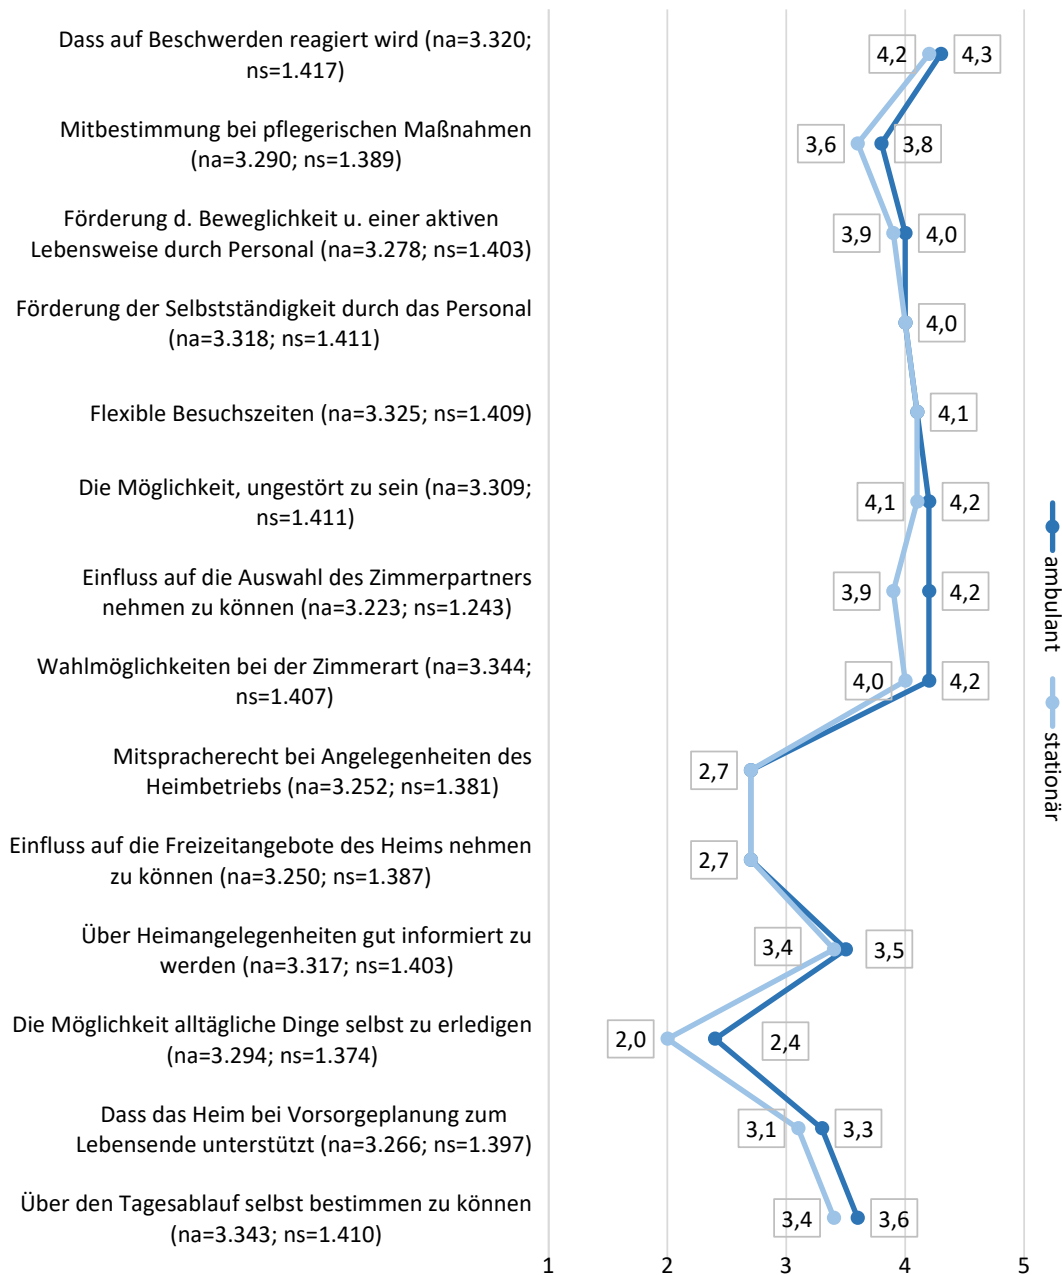 Dass auf Beschwerden reagiert wird (na=3.320;
ns=1.417)
4,2
4,3
Mitbestimmung bei pflegerischen Maßnahmen
(na=3.290; ns=1.389)
3,6
3,8
Förderung d. Beweglichkeit u. einer aktiven
Lebensweise durch Personal (na=3.278; ns=1.403)
3,9
4,0
Förderung der Selbstständigkeit durch das Personal
(na=3.318; ns=1.411)
4,0
Flexible Besuchszeiten (na=3.325; ns=1.409)
4,1
Die Möglichkeit, ungestört zu sein (na=3.309;
ns=1.411)
4,1
4,2
Einfluss auf die Auswahl des Zimmerpartners
nehmen zu können (na=3.223; ns=1.243)
3,9
4,2
Wahlmöglichkeiten bei der Zimmerart (na=3.344;
ns=1.407)
4,0
4,2
Mitspracherecht bei Angelegenheiten des
Heimbetriebs (na=3.252; ns=1.381)
2,7
Einfluss auf die Freizeitangebote des Heims nehmen
zu können (na=3.250; ns=1.387)
2,7
Über Heimangelegenheiten gut informiert zu
werden (na=3.317; ns=1.403)
3,4
3,5
Die Möglichkeit alltägliche Dinge selbst zu erledigen
(na=3.294; ns=1.374)
2,0
2,4
Dass das Heim bei Vorsorgeplanung zum
Lebensende unterstützt (na=3.266; ns=1.397)
3,1
3,3
Über den Tagesablauf selbst bestimmen zu können
(na=3.343; ns=1.410)
3,4
3,6
1 2 3 4 5
ambulant
stationär